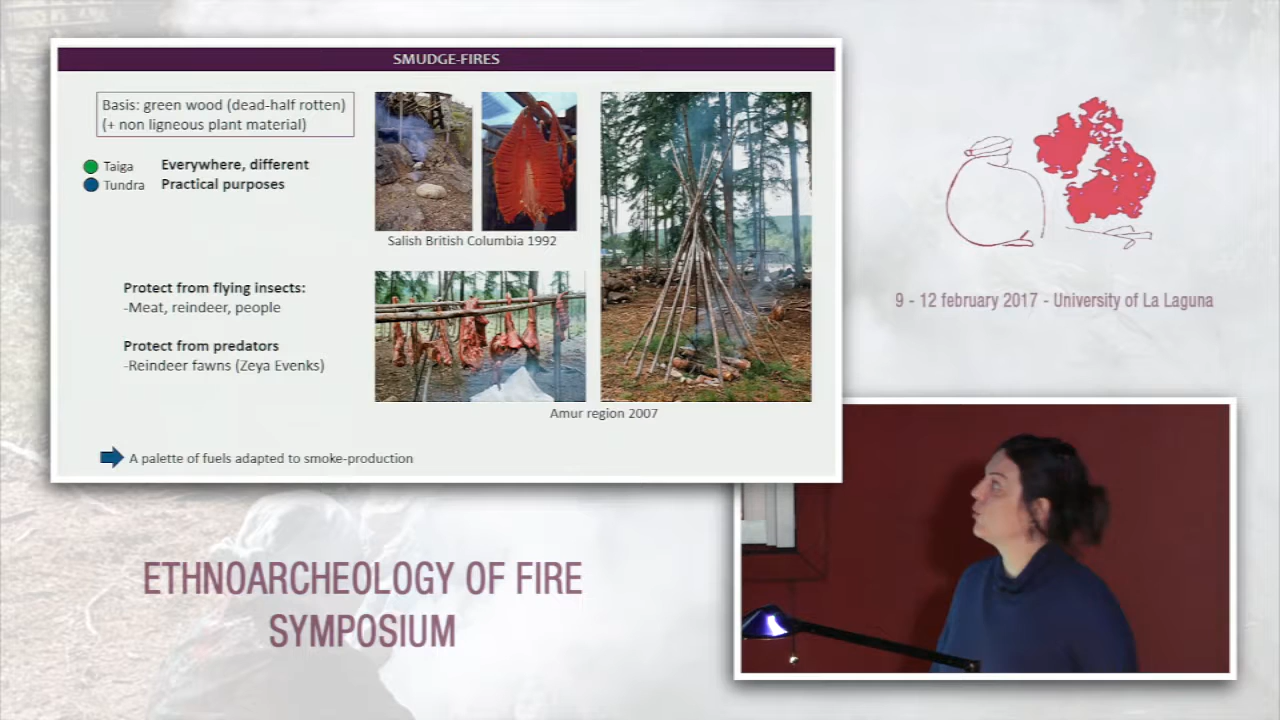 SMUDGE-FIRES
Basis: green wood (dead-half rotten)
(+ non ligneous plant material)
Taiga
Everywhere, different
Tundra
Practical purposes
Salish British Columbia 1992
Protect from flying insects:
-Meat, reindeer, people
Protect from predators
-Reindeer fawns (Zeya Evenks)
Amur region 2007
A palette of fuels adapted to smoke-production
9 - 12 february 2017 - University of La Laguna
ETHNOARCHEOLOGY OF FIRE
SYMPOSIUM